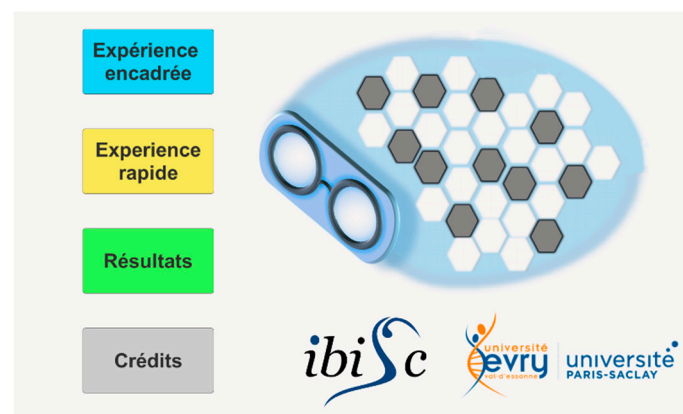 Expérience
encadrée
Experience
rapide
Résultats
Crédits
ibisc
université
evry
val-d'essonne
université
PARIS-SACLAY